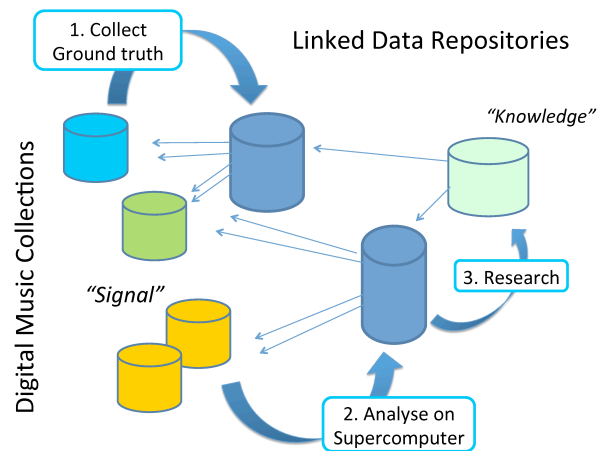 1. Collect
Ground truth
Linked Data Repositories
“Knowledge”
Digital Music Collections
3. Research
“Signal”
2. Analyse on
Supercomputer